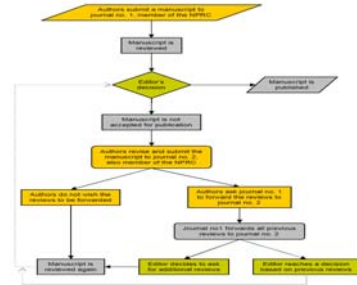 Authors submit a manuscript to
journal no. 1, member of the NPRC
Manuscript is
reviewed
Editor's
decision
Manuscript is
published
Manuscript is not
accepted for publication
Authors revise and submit the
manuscript to journal no. 2,
also member of NPRC
Authors do not wish the
reviews to be forwarded
Authors ask journal no. 1
to forward the reviews to
journal no. 2
Journal no1 forwards all previous
reviews to journal no. 2
Manuscript is
reviewed again
Editor decides to ask
for additional reviews
Editor reaches a decision
based on previous reviews